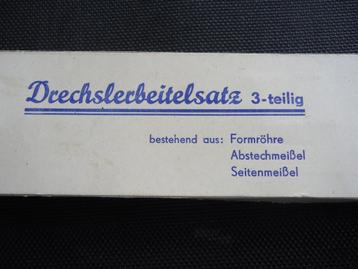 Drechslerbeitelsatz 3-teilig
bestehend aus: Formröhre
Abstechmeißel
Seitenmeißel